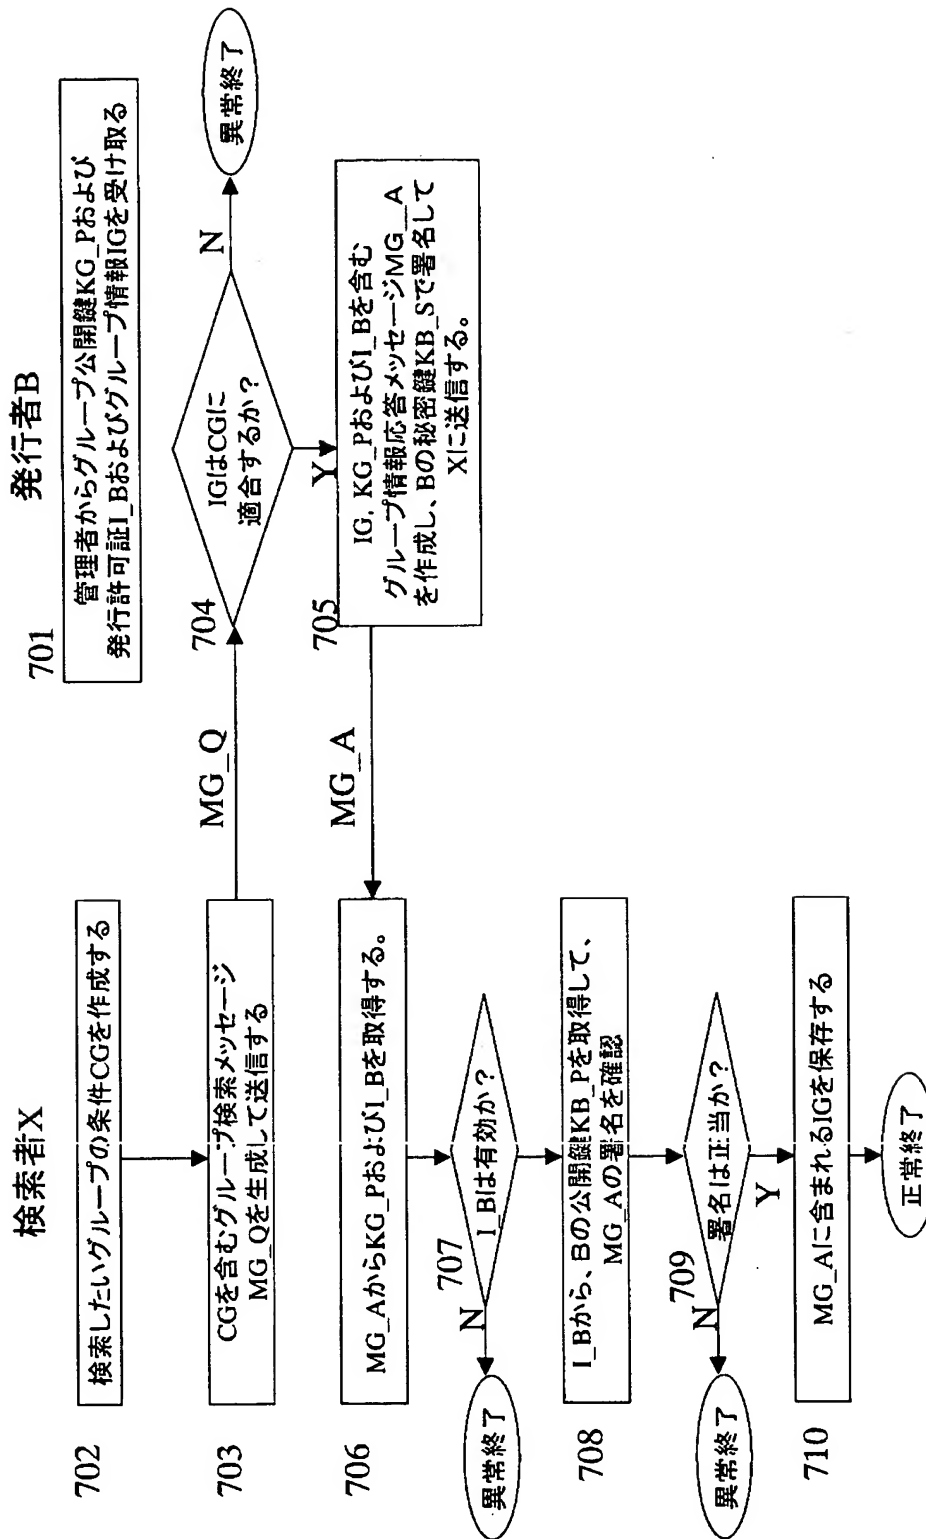 検索者X
発行者B
701
管理者からグループ公開鍵KG_Pおよび
発行許可証I_Bおよびグループ情報IGを受け取る
702
検索したいグループの条件CGを作成する
703
CGを含むグループ検索メッセージ
MG_Qを生成して送信する
MG_Q
704
IGはCGに
適合するか?
N
異常終了
Y
705
IG, KG_PおよびI_Bを含む
グループ情報応答メッセージMG_A
を作成し、Bの秘密鍵KB_Sで署名して
Xに送信する。
MG_A
706
MG_AからKG_PおよびI_Bを取得する。
707
I_Bは有効か?
N
異常終了
708
I_Bから、Bの公開鍵KB_Pを取得して、
MG_Aの署名を確認
709
署名は正当か?
N
異常終了
Y
710
MG_Aに含まれるIGを保存する
正常終了